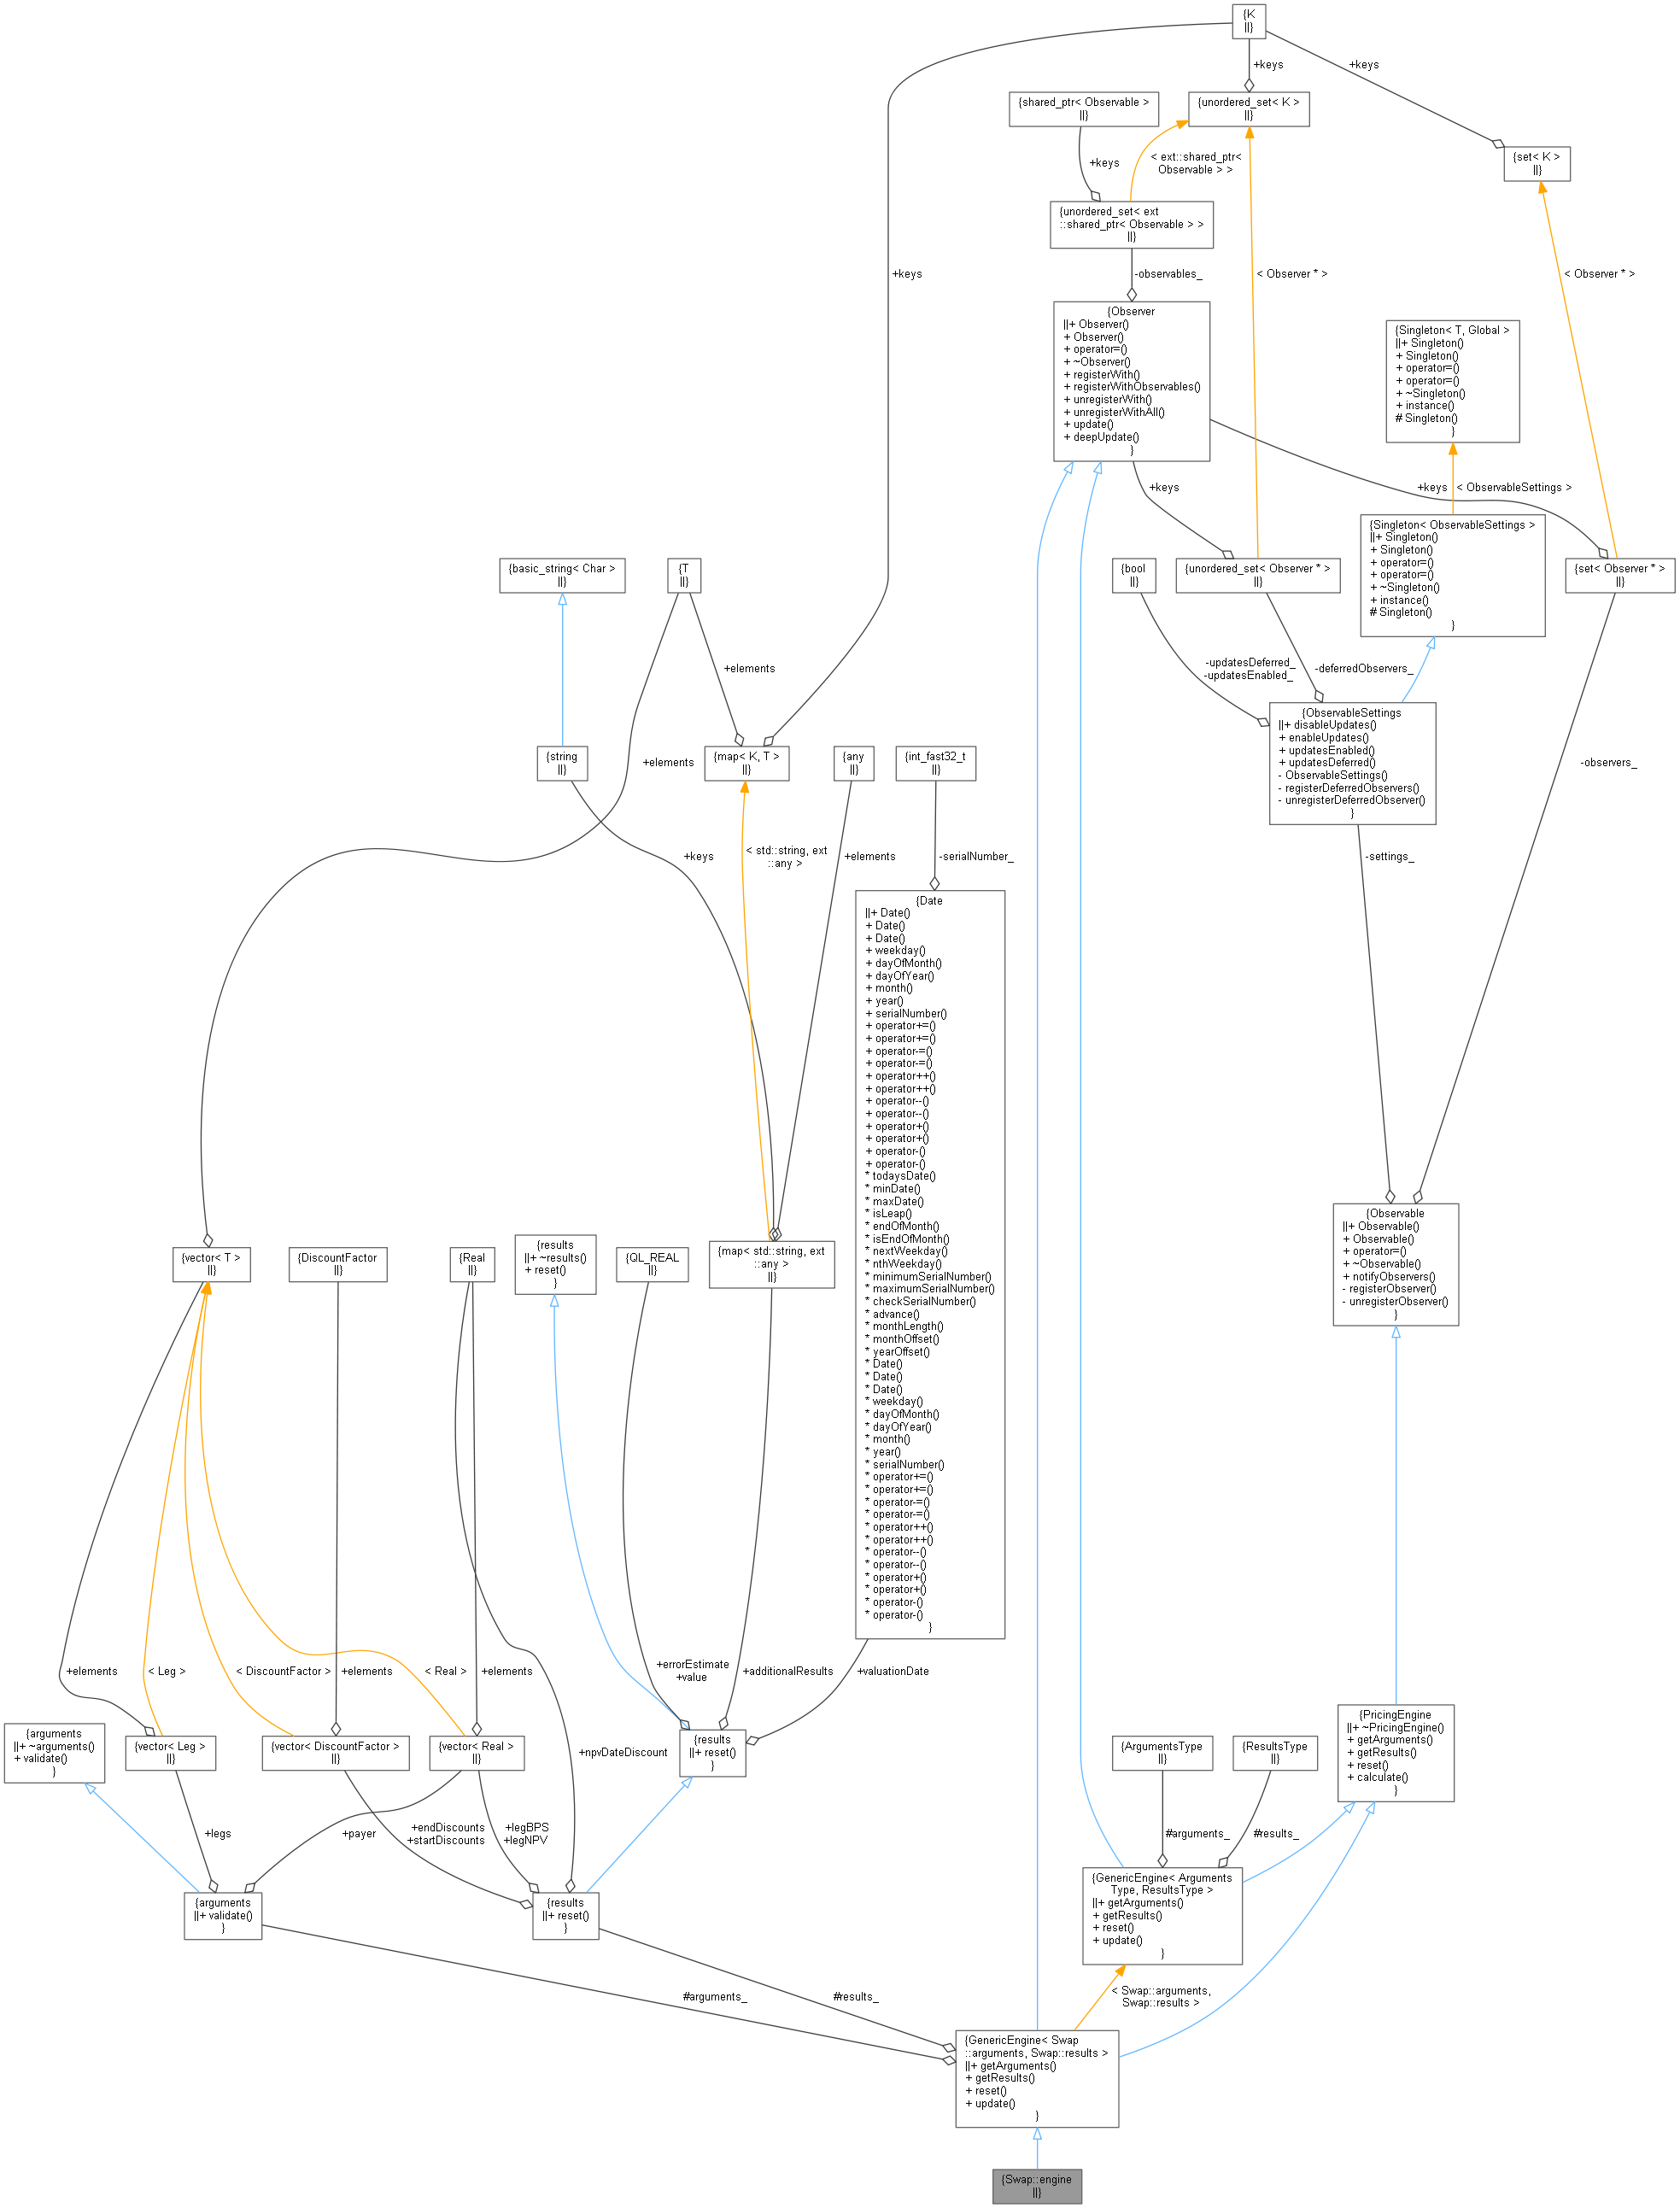 {K
||}
+keys
+keys
{shared_ptr< Observable >
||}
{unordered_set< K >
||}
+keys
< ext::shared_ptr<
Observable > >
{set< K >
||}
{unordered_set< ext
::shared_ptr< Observable > >
||}
+keys
-observables_
< Observer * >
< Observer * >
{Observer
||+ Observer()
+ Observer()
+ operator=()
+ ~Observer()
+ registerWith()
+ registerWithObservables()
+ unregisterWith()
+ unregisterWithAll()
+ update()
+ deepUpdate()
}
{Singleton< T, Global >
||+ Singleton()
+ Singleton()
+ operator=()
+ operator=()
+ ~Singleton()
+ instance()
# Singleton()
}
+keys
+keys
< ObservableSettings >
{Singleton< ObservableSettings >
||+ Singleton()
+ Singleton()
+ operator=()
+ operator=()
+ ~Singleton()
+ instance()
# Singleton()
}
{basic_string< Char >
||}
{T
||}
{bool
||}
{unordered_set< Observer * >
||}
{set< Observer * >
||}
+elements
-updatesDeferred_
-updatesEnabled_
-deferredObservers_
{ObservableSettings
||+ disableUpdates()
+ enableUpdates()
+ updatesEnabled()
+ updatesDeferred()
- ObservableSettings()
- registerDeferredObservers()
- unregisterDeferredObserver()
}
{string
||}
+elements
{map< K, T >
||}
{any
||}
{int_fast32_t
||}
-observers_
+keys
< std::string, ext
::any >
+elements
-serialNumber_
-settings_
{Date
||+ Date()
+ Date()
+ Date()
+ weekday()
+ dayOfMonth()
+ dayOfYear()
+ month()
+ year()
+ serialNumber()
+ operator+=()
+ operator+=()
+ operator-=()
+ operator-=()
+ operator++()
+ operator++()
+ operator--()
+ operator--()
+ operator+()
+ operator+()
+ operator-()
+ operator-()
* todaysDate()
* minDate()
* maxDate()
* isLeap()
* endOfMonth()
* isEndOfMonth()
* nextWeekday()
* nthWeekday()
* minimumSerialNumber()
* maximumSerialNumber()
* checkSerialNumber()
* advance()
* monthLength()
* monthOffset()
* yearOffset()
* Date()
* Date()
* Date()
* weekday()
* dayOfMonth()
* dayOfYear()
* month()
* year()
* serialNumber()
* operator+=()
* operator+=()
* operator-=()
* operator-=()
* operator++()
* operator++()
* operator--()
* operator--()
* operator+()
* operator+()
* operator-()
* operator-()
}
{Observable
||+ Observable()
+ Observable()
+ operator=()
+ ~Observable()
+ notifyObservers()
- registerObserver()
- unregisterObserver()
}
{vector< T >
||}
{DiscountFactor
||}
{Real
||}
{results
||+ ~results()
+ reset()
}
{QL_REAL
||}
{map< std::string, ext
::any >
||}
+elements
< Leg >
< DiscountFactor >
+elements
< Real >
+elements
+errorEstimate
+value
+additionalResults
+valuationDate
{arguments
||+ ~arguments()
+ validate()
}
{vector< Leg >
||}
{vector< DiscountFactor >
||}
{vector< Real >
||}
+npvDateDiscount
{results
||+ reset()
}
{ArgumentsType
||}
{ResultsType
||}
{PricingEngine
||+ ~PricingEngine()
+ getArguments()
+ getResults()
+ reset()
+ calculate()
}
+legs
+payer
+endDiscounts
+startDiscounts
+legBPS
+legNPV
#arguments_
#results_
{arguments
||+ validate()
}
{results
||+ reset()
}
{GenericEngine< Arguments
Type, ResultsType >
||+ getArguments()
+ getResults()
+ reset()
+ update()
}
#arguments_
#results_
< Swap::arguments,
Swap::results >
{GenericEngine< Swap
::arguments, Swap::results >
||+ getArguments()
+ getResults()
+ reset()
+ update()
}
{Swap::engine
||}